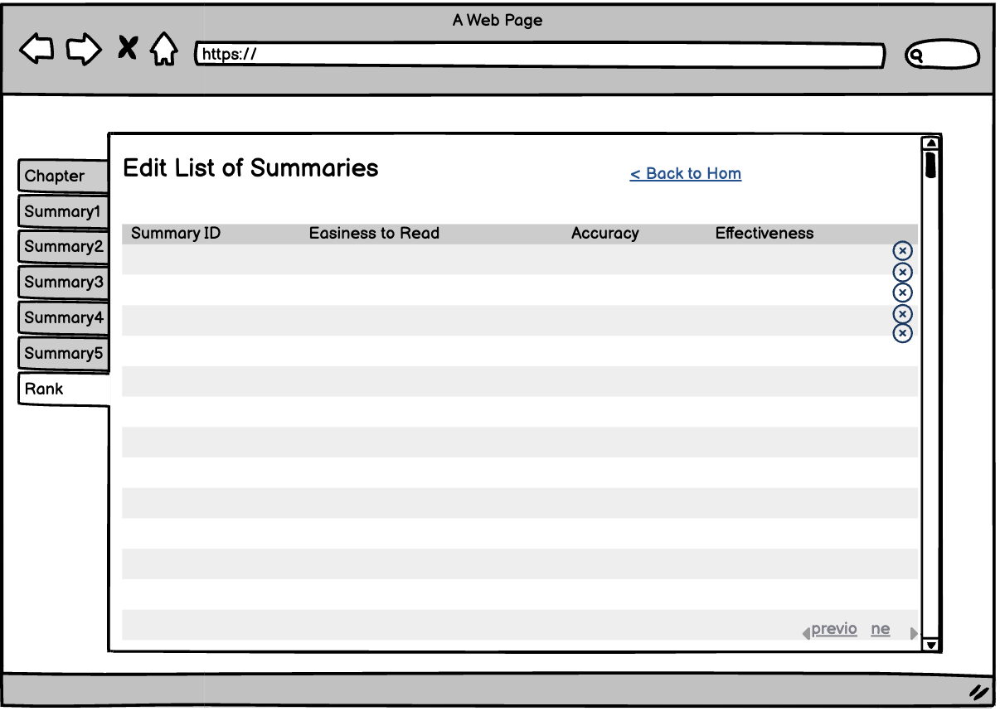 A Web Page
https://
Edit List of Summaries
< Back to Hom
Chapter
Summary1
Summary2
Summary3
Summary4
Summary5
Rank
Summary ID Easiness to Read Accuracy Effectiveness
previo ne